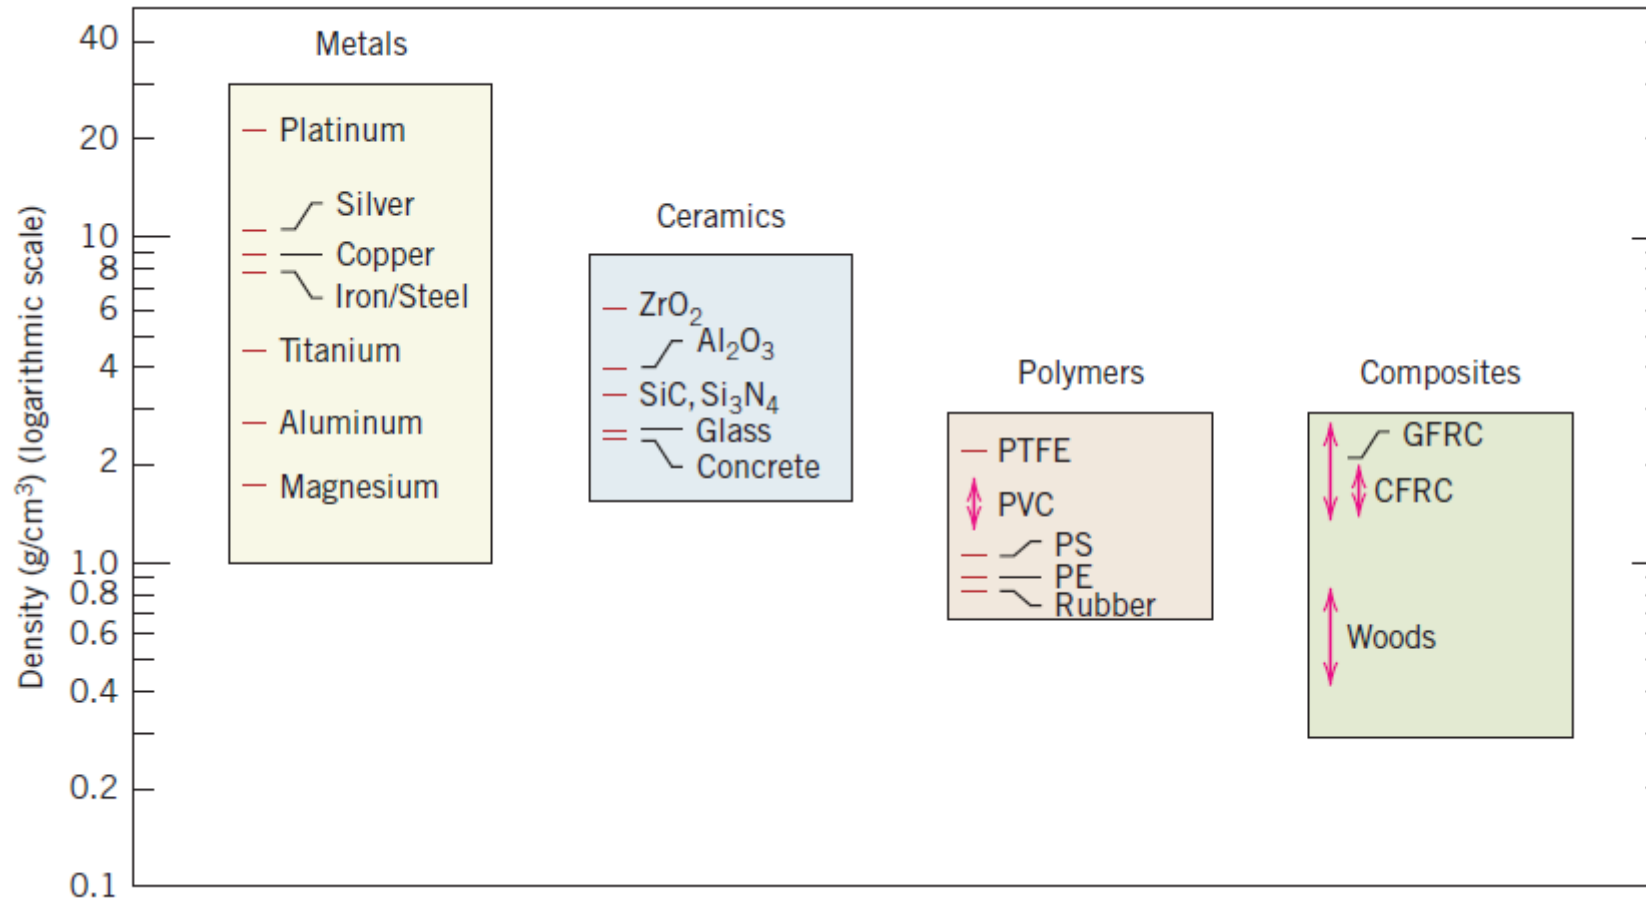 Density (g/cm³) (logarithmic scale)
40
20
10
8
6
4
2
1.0
0.8
0.6
0.4
0.2
0.1
Metals
Platinum
Silver
Copper
Iron/Steel
Titanium
Aluminum
Magnesium
Ceramics
ZrO₂
Al₂O₃
SiC, Si₃N₄
Glass
Concrete
Polymers
PTFE
PVC
PS
PE
Rubber
Composites
GFRC
CFRC
Woods